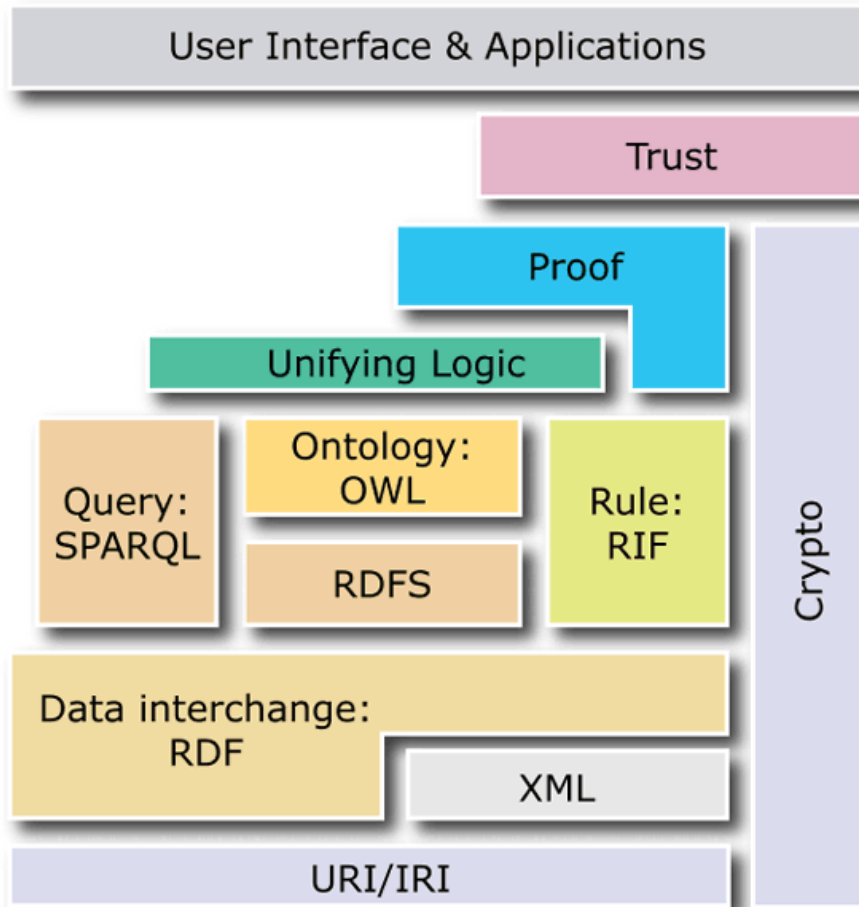 User Interface & Applications
Trust
Proof
Unifying Logic
Query:
SPARQL
Ontology:
OWL
RDFS
Rule:
RIF
Crypto
Data interchange:
RDF
XML
URI/IRI